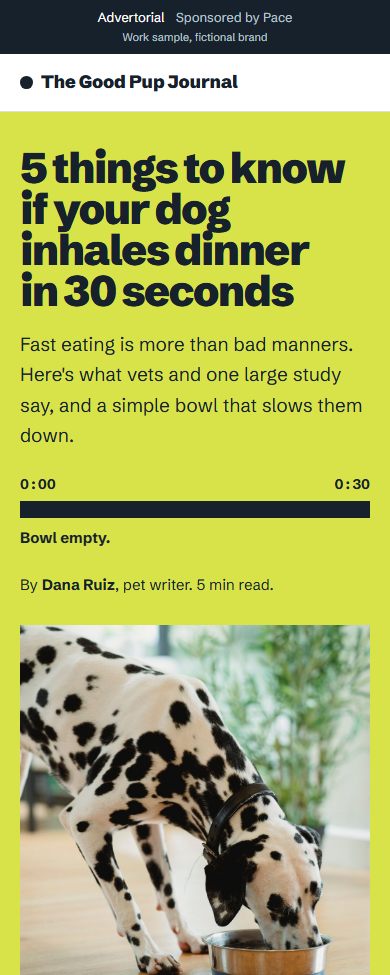 Advertorial Sponsored by Pace
Work sample, fictional brand
The Good Pup Journal
5 things to know
if your dog
inhales dinner
in 30 seconds
Fast eating is more than bad manners.
Here's what vets and one large study
say, and a simple bowl that slows them
down.
0:00 0:30
Bowl empty.
By Dana Ruiz, pet writer. 5 min read.